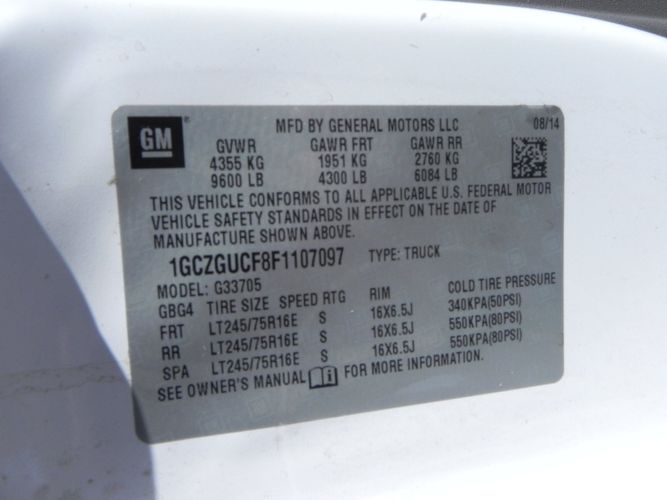 GM
MFD BY GENERAL MOTORS LLC 08/14
GVWR GAWR FRT GAWR RR
4355 KG 1951 KG 2760 KG
9600 LB 4300 LB 6084 LB
THIS VEHICLE CONFORMS TO ALL APPLICABLE U.S. FEDERAL MOTOR
VEHICLE SAFETY STANDARDS IN EFFECT ON THE DATE OF
MANUFACTURE SHOWN ABOVE.
1GCZGUCF8F1107097 TYPE: TRUCK
MODEL: G33705
GBG4 TIRE SIZE SPEED RTG RIM COLD TIRE PRESSURE
FRT LT245/75R16E S 16X6.5J 340KPA(50PSI)
RR LT245/75R16E S 16X6.5J 550KPA(80PSI)
SPA LT245/75R16E S 16X6.5J 550KPA(80PSI)
SEE OWNER'S MANUAL FOR MORE INFORMATION.